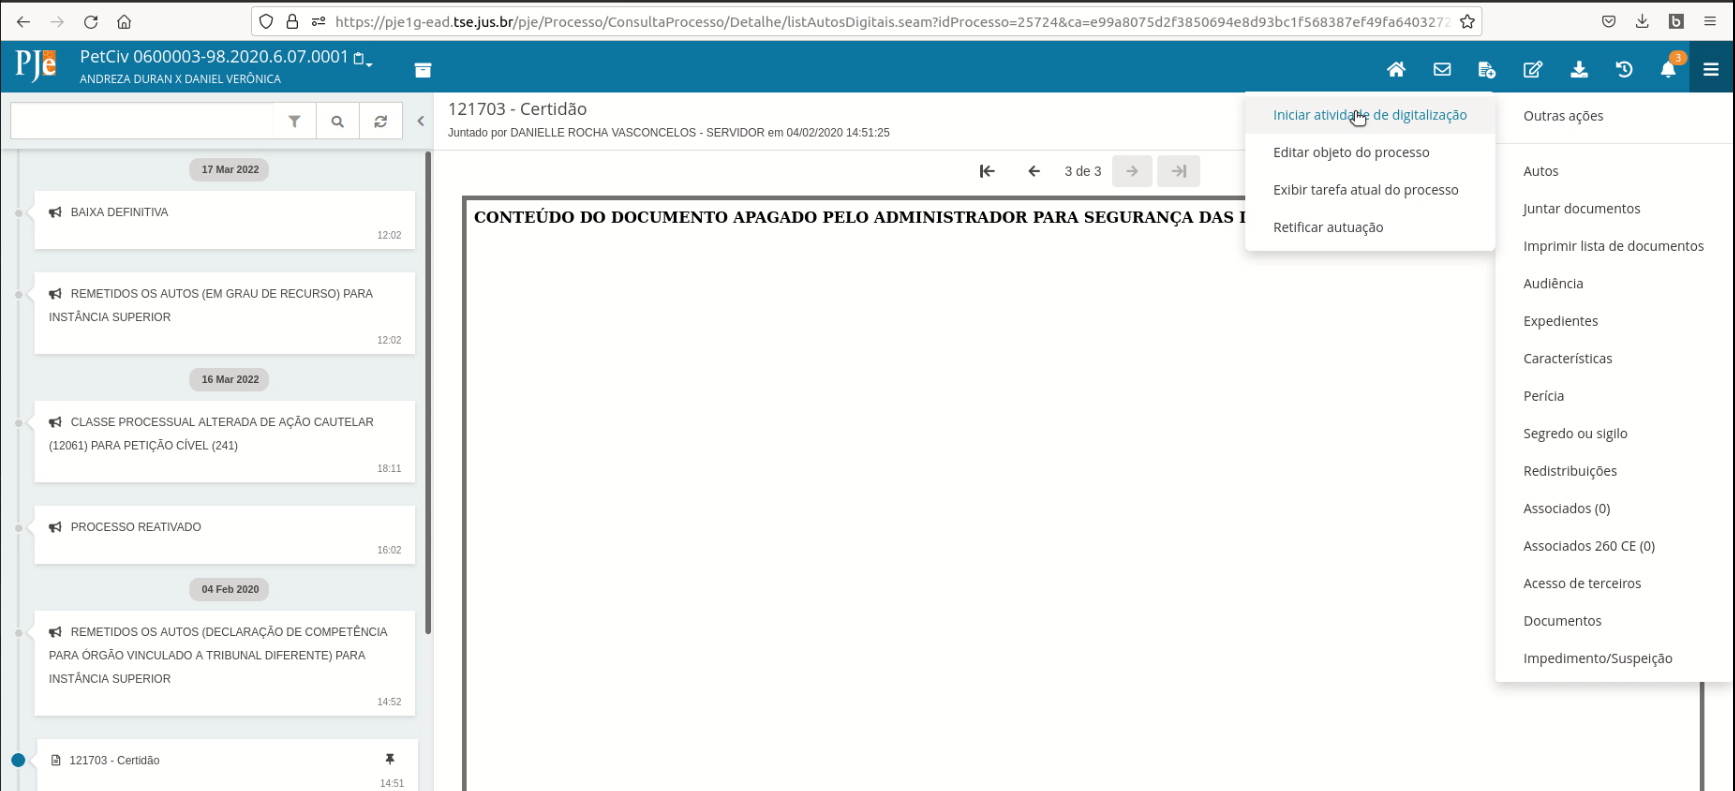 https://pje1g-ead.tse.jus.br/pje/Processo/ConsultaProcesso/Detalhe/listAutosDigitais.seam?idProcesso=25724&ca=e99a8075d2f3850694e8d93bc1f568387ef49fa6403272
PJe
PetCiv 0600003-98.2020.6.07.0001
ANDREZA DURAN X DANIEL VERÔNICA
3
17 Mar 2022
BAIXA DEFINITIVA
12:02
REMETIDOS OS AUTOS (EM GRAU DE RECURSO) PARA
INSTÂNCIA SUPERIOR
12:02
16 Mar 2022
CLASSE PROCESSUAL ALTERADA DE AÇÃO CAUTELAR
(12061) PARA PETIÇÃO CÍVEL (241)
18:11
PROCESSO REATIVADO
16:02
04 Feb 2020
REMETIDOS OS AUTOS (DECLARAÇÃO DE COMPETÊNCIA
PARA ÓRGÃO VINCULADO A TRIBUNAL DIFERENTE) PARA
INSTÂNCIA SUPERIOR
14:52
121703 - Certidão
14:51
121703 - Certidão
Juntado por DANIELLE ROCHA VASCONCELOS - SERVIDOR em 04/02/2020 14:51:25
3 de 3
CONTEÚDO DO DOCUMENTO APAGADO PELO ADMINISTRADOR PARA SEGURANÇA DAS
Iniciar atividade de digitalização
Editar objeto do processo
Exibir tarefa atual do processo
Retificar autuação
Outras ações
Autos
Juntar documentos
Imprimir lista de documentos
Audiência
Expedientes
Características
Perícia
Segredo ou sigilo
Redistribuições
Associados (0)
Associados 260 CE (0)
Acesso de terceiros
Documentos
Impedimento/Suspeição